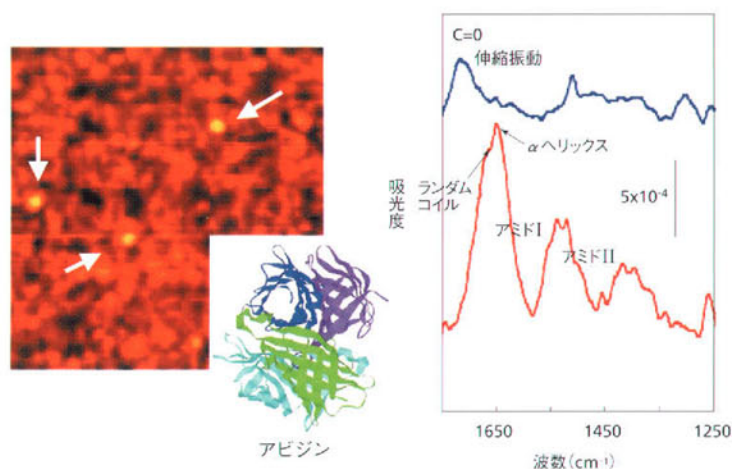 アビジン
C=0
伸縮振動
αヘリックス
ランダム
コイル
アミドI
アミドII
5x10-4
吸光度
1650
1450
1250
波数(cm-1)